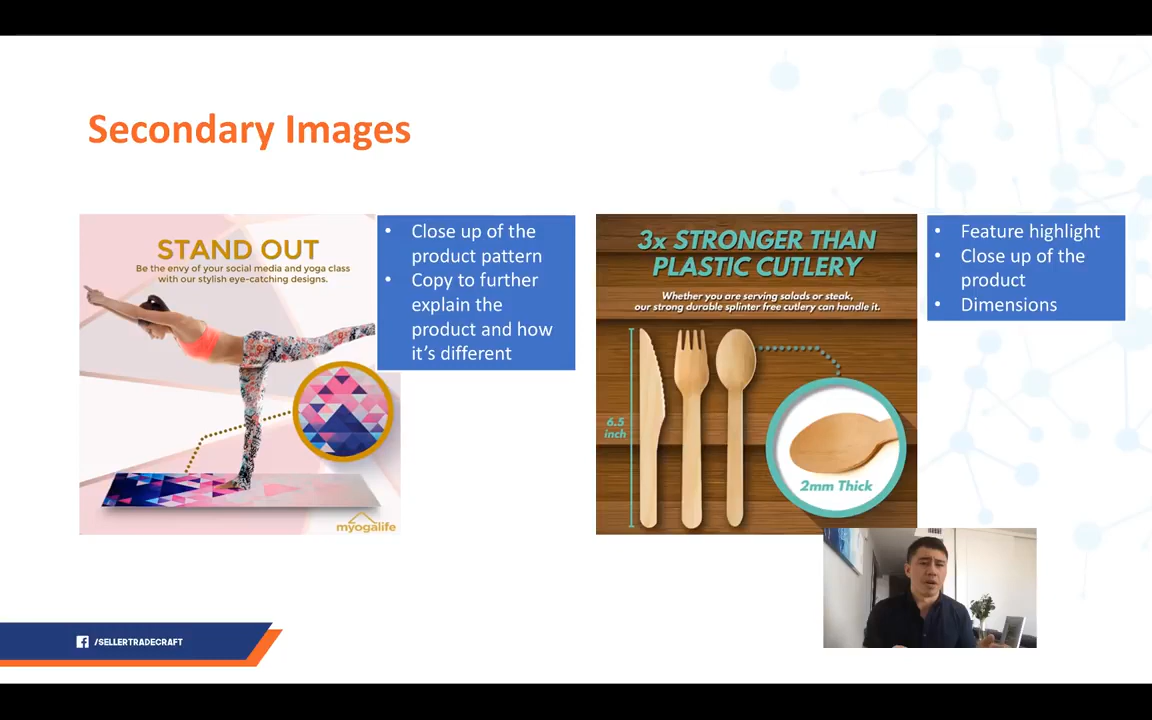 Secondary Images
STAND OUT
Be the envy of your social media and yoga class
with our stylish eye-catching designs.
myogalife
• Close up of the
product pattern
• Copy to further
explain the
product and how
it's different
3x STRONGER THAN
PLASTIC CUTLERY
Whether you are serving salads or steak,
our strong durable splinter free cutlery can handle it.
6.5
inch
2mm Thick
• Feature highlight
• Close up of the
product
• Dimensions
/SELLERTRADECRAFT